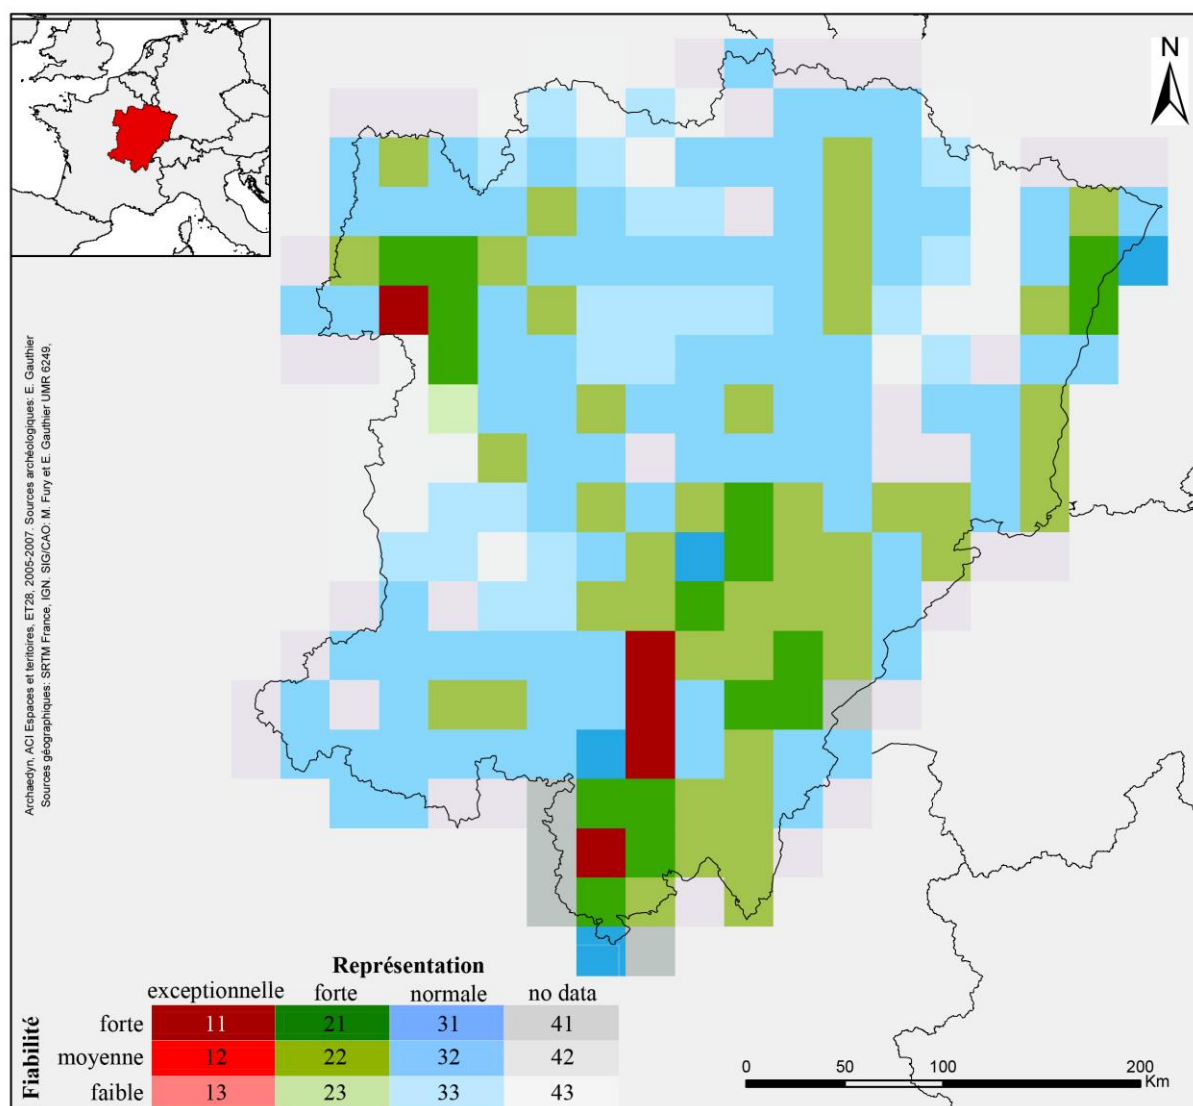 N
Archaedyn, ACI Espaces et teritoires, ET28, 2005-2007. Sources archéologiques: E. Gauthier
Sources géographiques: SRTM France, IGN. SIG/CAO: M. Fury et E. Gauthier UMR 6249,
Représentation
exceptionnelle forte normale no data
Fiabilité
forte 11 21 31 41
moyenne 12 22 32 42
faible 13 23 33 43
0 50 100 200
Km